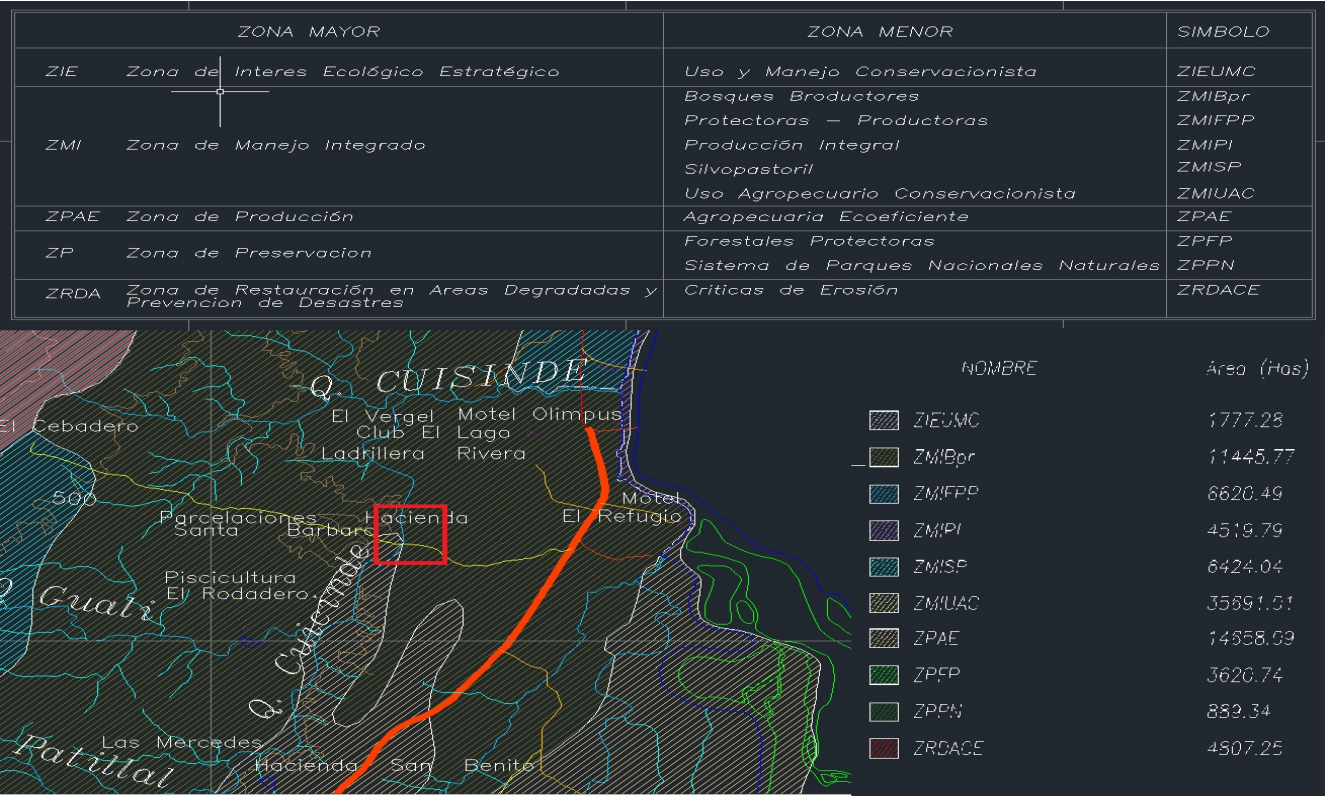 ZONA MAYOR ZONA MENOR SIMBOLO
ZIE Zona de Interes Ecológico Estratégico Uso y Manejo Conservacionista ZIEUMC
Bosques Broductores ZMIBpr
Protectoras – Productoras ZMIFPP
ZMI Zona de Manejo Integrado Producción Integral ZMIPI
Silvopastoril ZMISP
Uso Agropecuario Conservacionista ZMIUAC
ZPAE Zona de Producción Agropecuaria Ecoeficiente ZPAE
Forestales Protectoras ZPFP
ZP Zona de Preservacion
Sistema de Parques Nacionales Naturales ZPPN
ZRDA Zona de Restauración en Areas Degradadas y Críticas de Erosión ZRDACE
Prevencion de Desastres
Q. CUISINDE
El Vergel Motel Olimpus
El Cebadero Club El Lago
Ladrillera Rivera
500 Motel
Parcelaciones Hacienda El Refugio
Santa Barbara
Piscicultura
El Rodadero
Q. Guali
Q. Cuicinde
Las Mercedes
Patillal
Hacienda San Benito
NOMBRE Area (Has)
ZIEUMC 1777.28
ZMIBpr 11445.77
ZMIFPP 6620.49
ZMIPI 4519.79
ZMISP 6424.04
ZMIUAC 35691.51
ZPAE 14658.59
ZPFP 3620.74
ZPPN 889.34
ZRDACE 4807.25